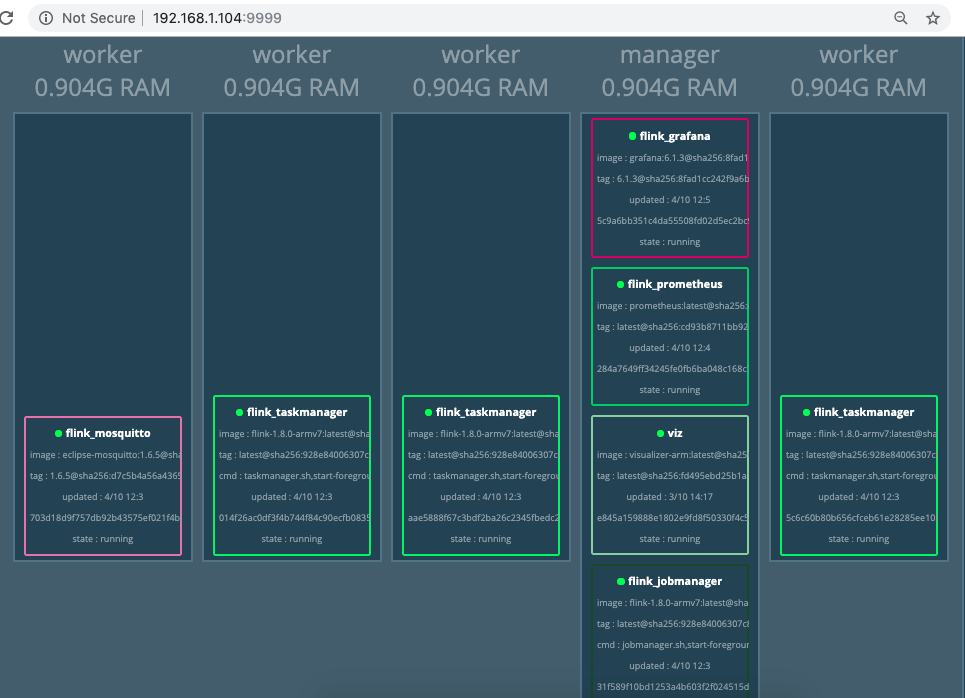 Not Secure | 192.168.1.104:9999
worker
0.904G RAM
flink_mosquitto
image : eclipse-mosquitto:1.6.5@sha
tag : 1.6.5@sha256:d7c5b4a56a4365
updated : 4/10 12:3
703d18d9f757db92b43575ef021f4b
state : running
worker
0.904G RAM
flink_taskmanager
image : flink-1.8.0-armv7:latest@sha
tag : latest@sha256:928e84006307c
cmd : taskmanager.sh,start-foregrou
updated : 4/10 12:3
014f26ac0df3f4b744f84c90ecfb0835
state : running
worker
0.904G RAM
flink_taskmanager
image : flink-1.8.0-armv7:latest@sha
tag : latest@sha256:928e84006307c
cmd : taskmanager.sh,start-foregrou
updated : 4/10 12:3
aae5888f67c3bdf2ba26c2345fbedc2
state : running
manager
0.904G RAM
flink_grafana
image : grafana:6.1.3@sha256:8fad1
tag : 6.1.3@sha256:8fad1cc242f9a6b
updated : 4/10 12:5
5c9a6bb351c4da55508fd02d5ec2bc9
state : running
flink_prometheus
image : prometheus:latest@sha256:
tag : latest@sha256:cd93b8711bb92
updated : 4/10 12:4
284a7649ff34245fe0fb6ba048c168c
state : running
viz
image : visualizer-arm:latest@sha25
tag : latest@sha256:fd495ebd25b1a
updated : 3/10 14:17
e845a159888e1802e9fd8f50330f4c5
state : running
flink_jobmanager
image : flink-1.8.0-armv7:latest@sha
tag : latest@sha256:928e84006307c8
cmd : jobmanager.sh,start-foregroun
updated : 4/10 12:3
31f589f10bd1253a4b603f2f024515d
worker
0.904G RAM
flink_taskmanager
image : flink-1.8.0-armv7:latest@sha
tag : latest@sha256:928e84006307c
cmd : taskmanager.sh,start-foregrou
updated : 4/10 12:3
5c6c60b80b656cfceb61e28285ee10
state : running